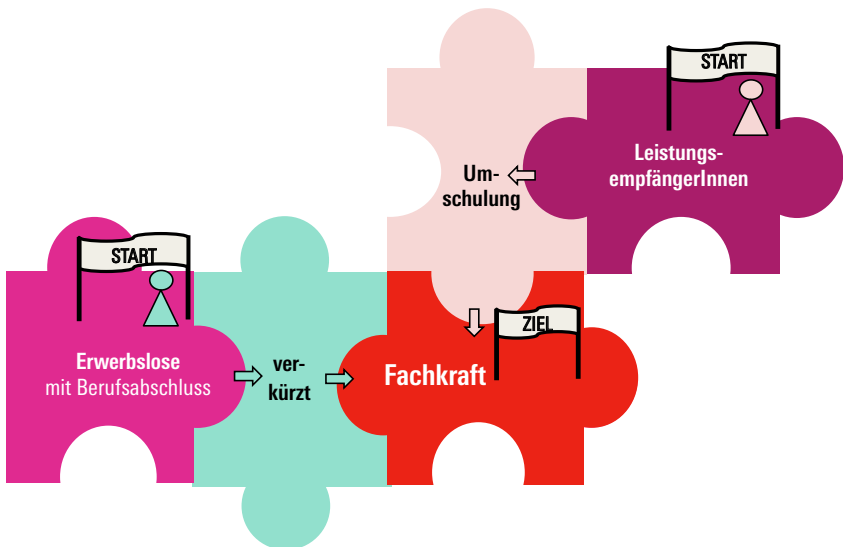 START
Leistungs-
empfängerInnen
Um-
schulung
START
Erwerbslose
mit Berufsabschluss
ver-
kürzt
ZIEL
Fachkraft